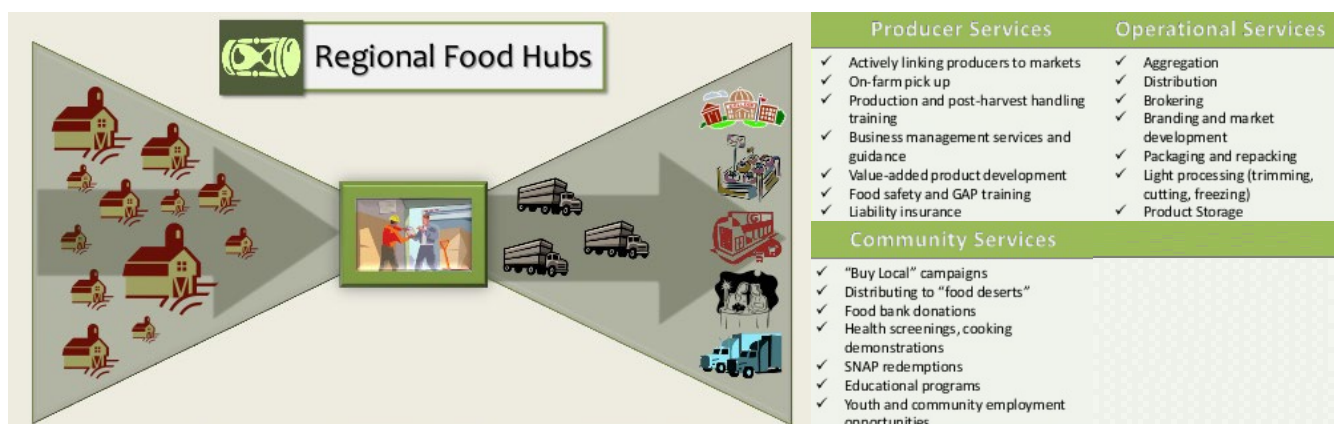 Regional Food Hubs
Producer Services
✓ Actively linking producers to markets
✓ On-farm pick up
✓ Production and post-harvest handling
training
✓ Business management services and
guidance
✓ Value-added product development
✓ Food safety and GAP training
✓ Liability insurance
Operational Services
✓ Aggregation
✓ Distribution
✓ Brokering
✓ Branding and market
development
✓ Packaging and repacking
✓ Light processing (trimming,
cutting, freezing)
✓ Product Storage
Community Services
✓ “Buy Local” campaigns
✓ Distributing to “food deserts”
✓ Food bank donations
✓ Health screenings, cooking
demonstrations
✓ SNAP redemptions
✓ Educational programs
✓ Youth and community employment
opportunities